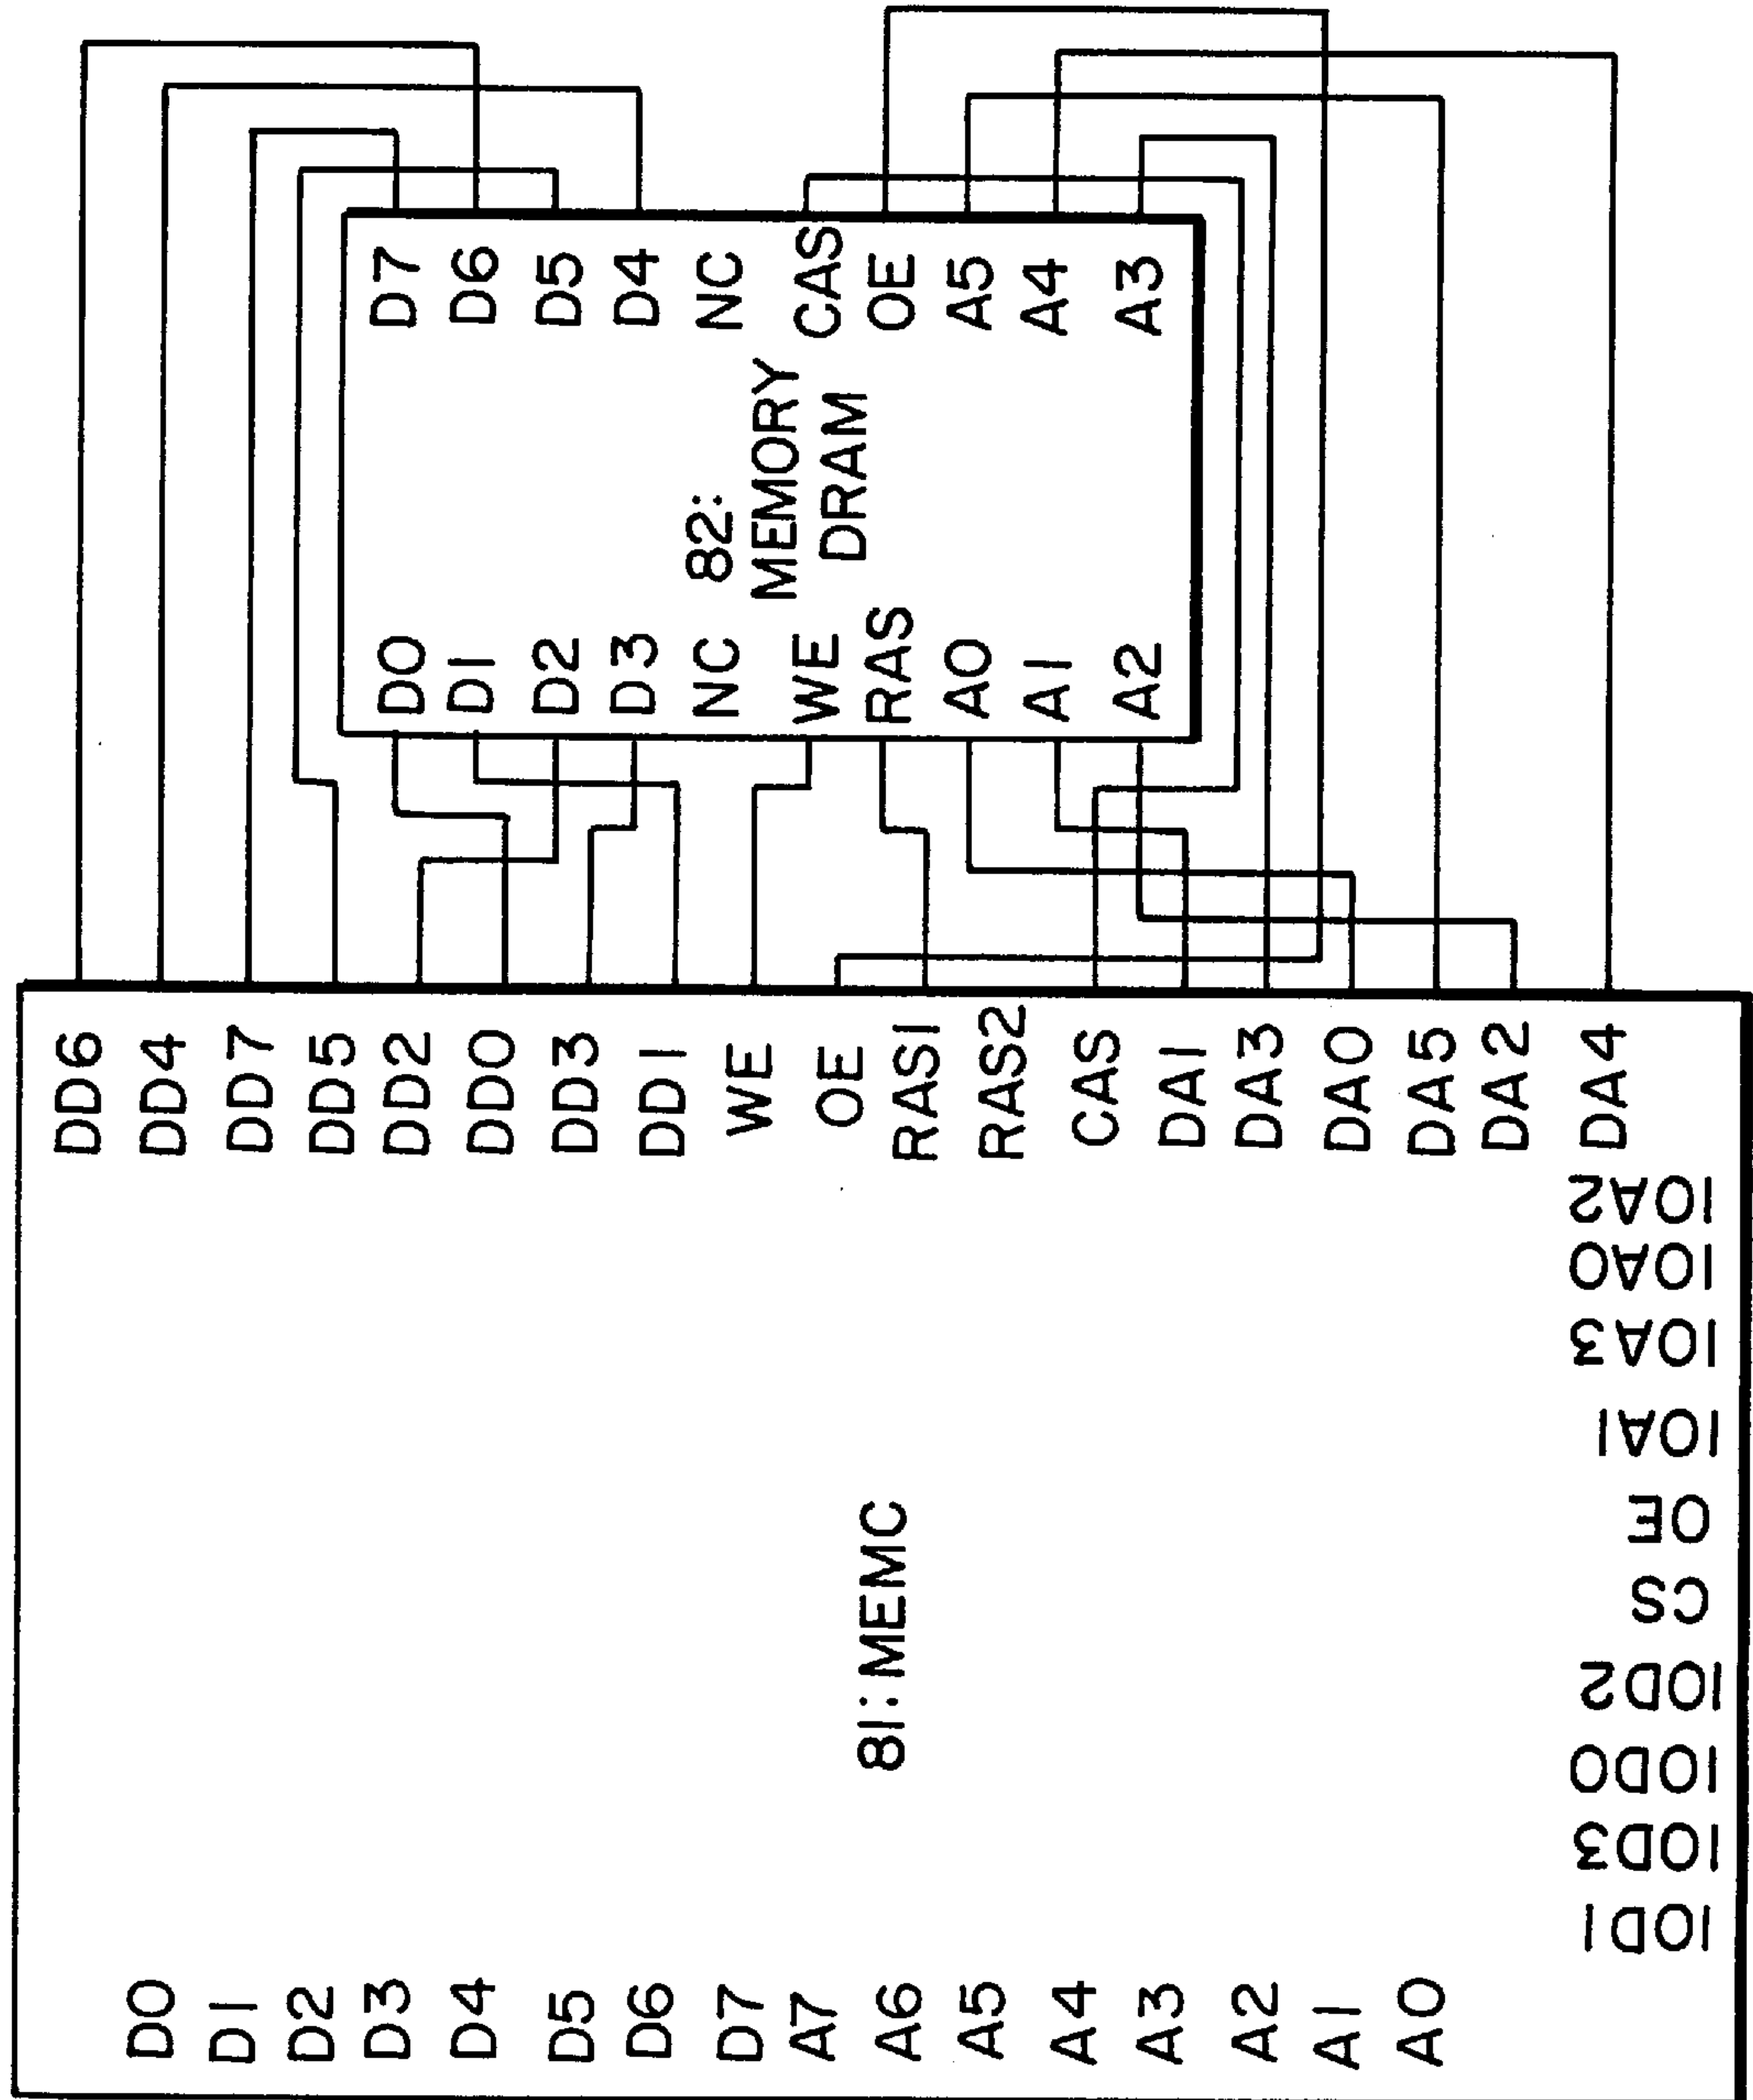 D7
D6
D5
D4
NC
CAS
OE
A5
A4
A3
82:
MEMORY
DRAM
D0
D1
D2
D3
NC
WE
RAS
A0
A1
A2
DD6
DD4
DD7
DD5
DD2
DD0
DD3
DD1
WE
OE
RAS1
RAS2
CAS
DA1
DA3
DA0
DA5
DA2
DA4
IOA2
IOA0
IOA3
IOA1
OE
CS
IOD2
IOD0
IOD3
IOD1
81: MEMC
D0
D1
D2
D3
D4
D5
D6
D7
A7
A6
A5
A4
A3
A2
A1
A0